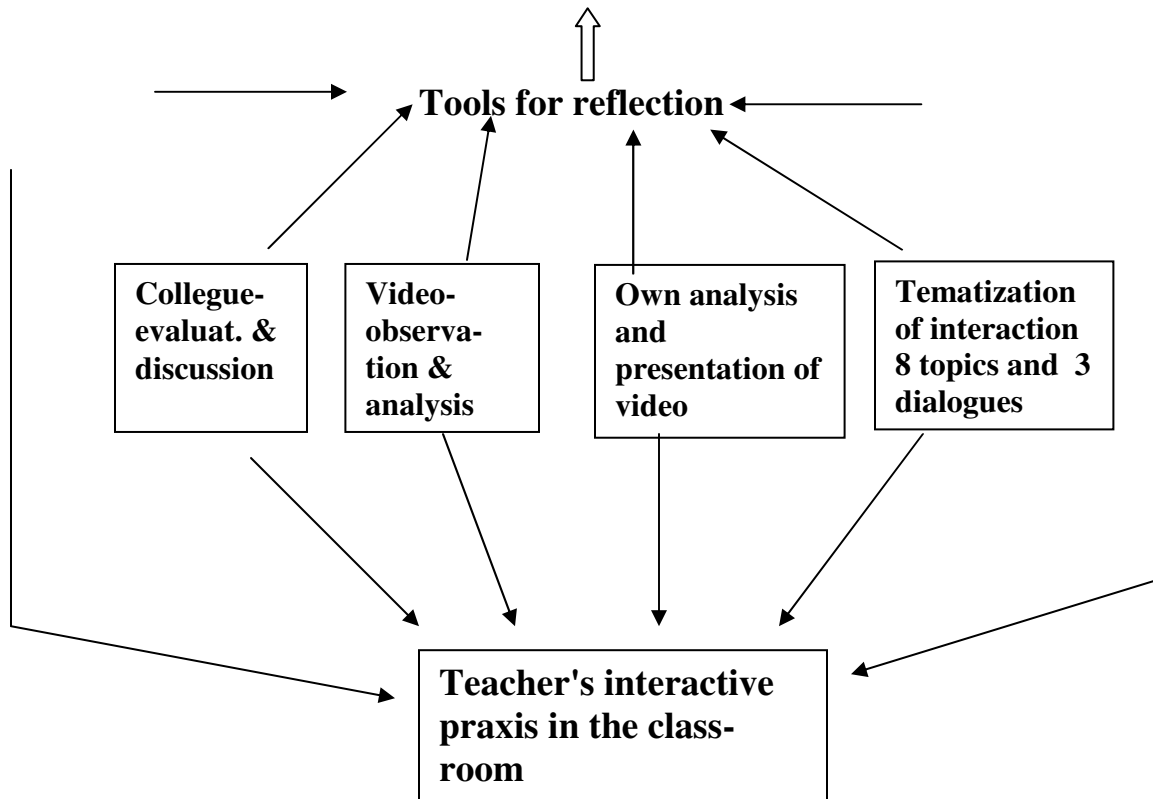 Tools for reflection
Collegue-
evaluat. &
discussion
Video-
observa-
tion &
analysis
Own analysis
and
presentation of
video
Tematization
of interaction
8 topics and 3
dialogues
Teacher's interactive
praxis in the class-
room